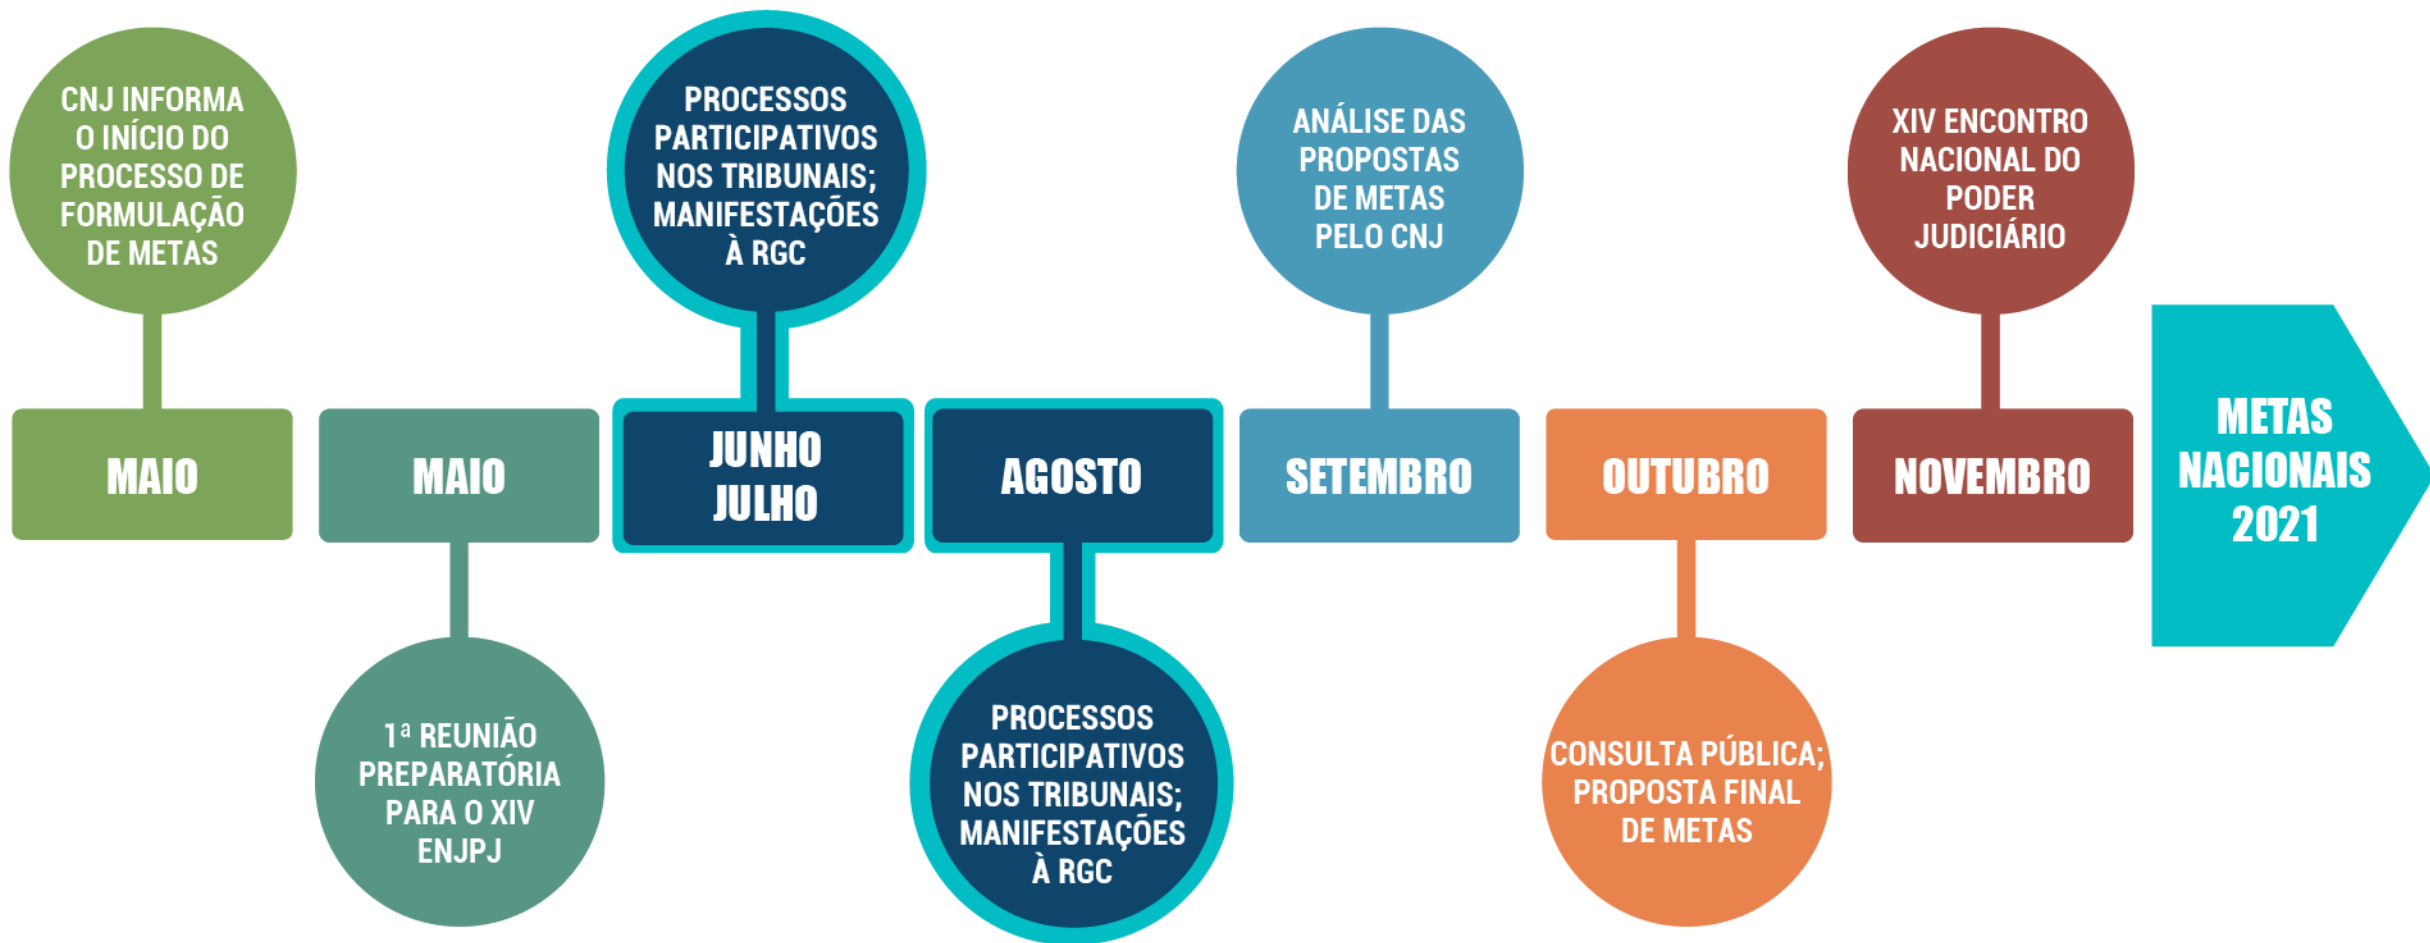 CNJ INFORMA
O INÍCIO DO
PROCESSO DE
FORMULAÇÃO
DE METAS
MAIO
MAIO
1ª REUNIÃO
PREPARATÓRIA
PARA O XIV
ENJPJ
PROCESSOS
PARTICIPATIVOS
NOS TRIBUNAIS;
MANIFESTAÇÕES
À RGC
JUNHO
JULHO
AGOSTO
PROCESSOS
PARTICIPATIVOS
NOS TRIBUNAIS;
MANIFESTAÇÕES
À RGC
ANÁLISE DAS
PROPOSTAS
DE METAS
PELO CNJ
SETEMBRO
OUTUBRO
CONSULTA PÚBLICA;
PROPOSTA FINAL
DE METAS
XIV ENCONTRO
NACIONAL DO
PODER
JUDICIÁRIO
NOVEMBRO
METAS
NACIONAIS
2021